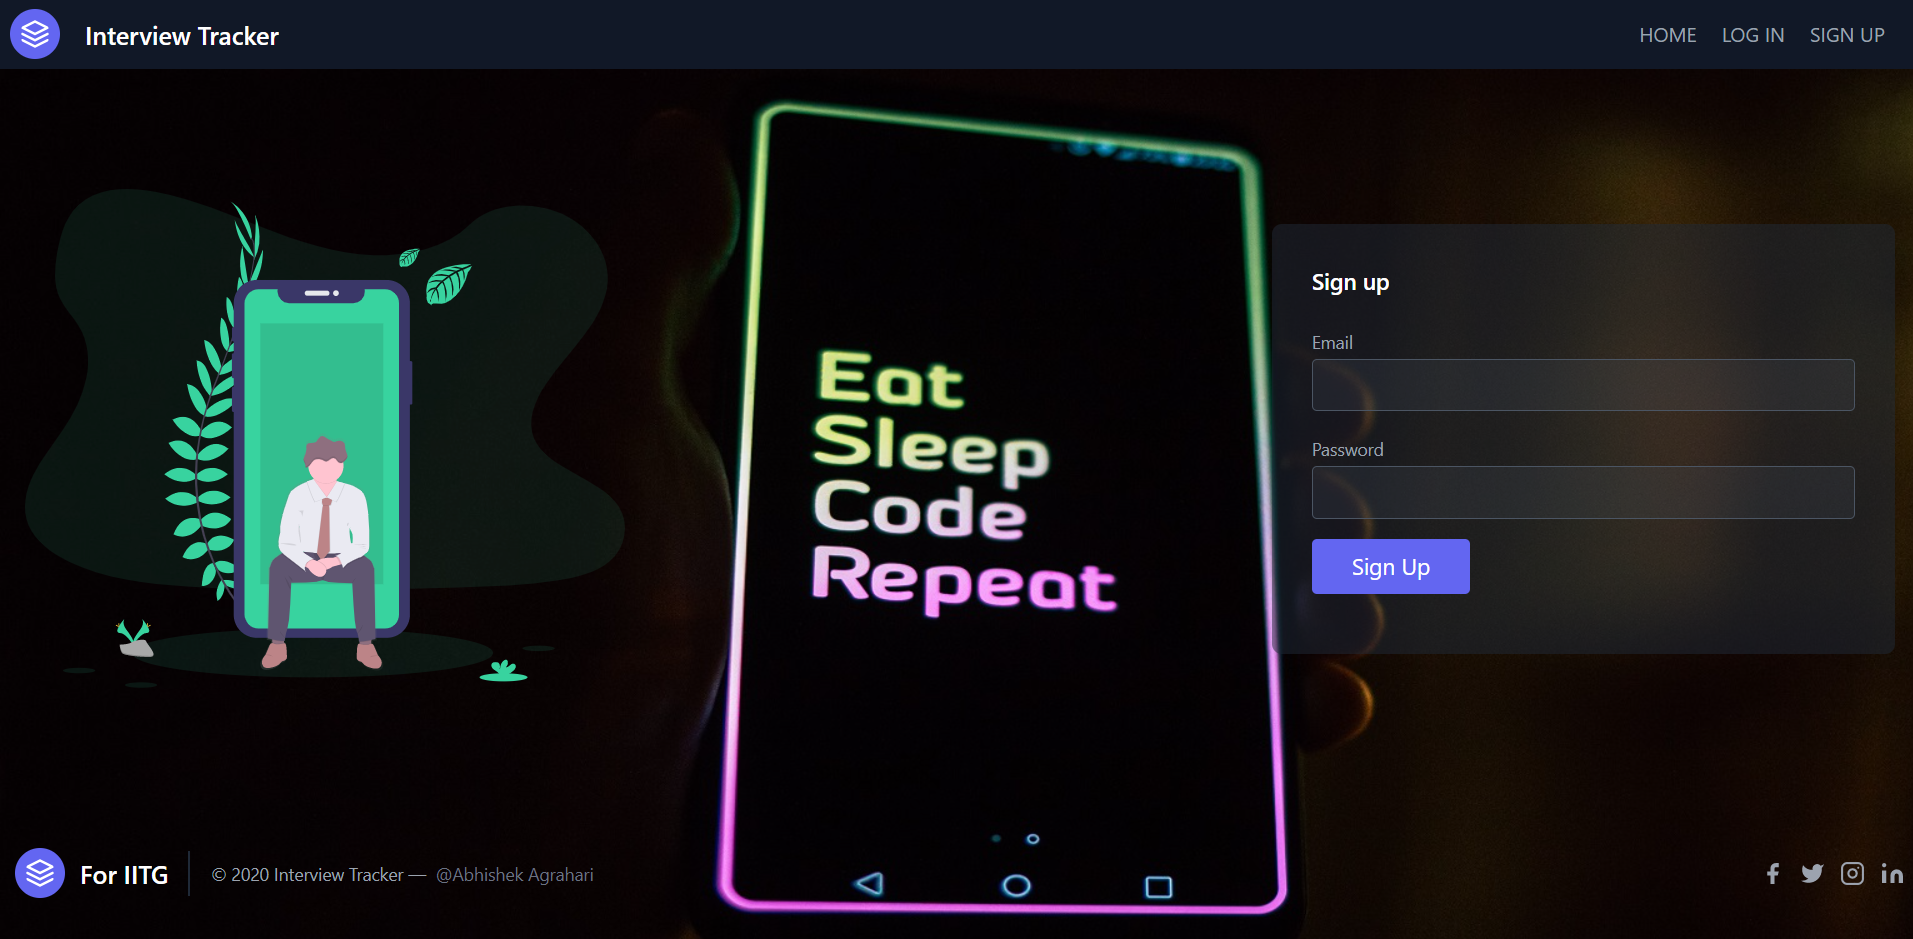 Interview Tracker
HOME LOG IN SIGN UP
Eat
Sleep
Code
Repeat
Sign up
Email
Password
Sign Up
For IITG
© 2020 Interview Tracker — @Abhishek Agrahari